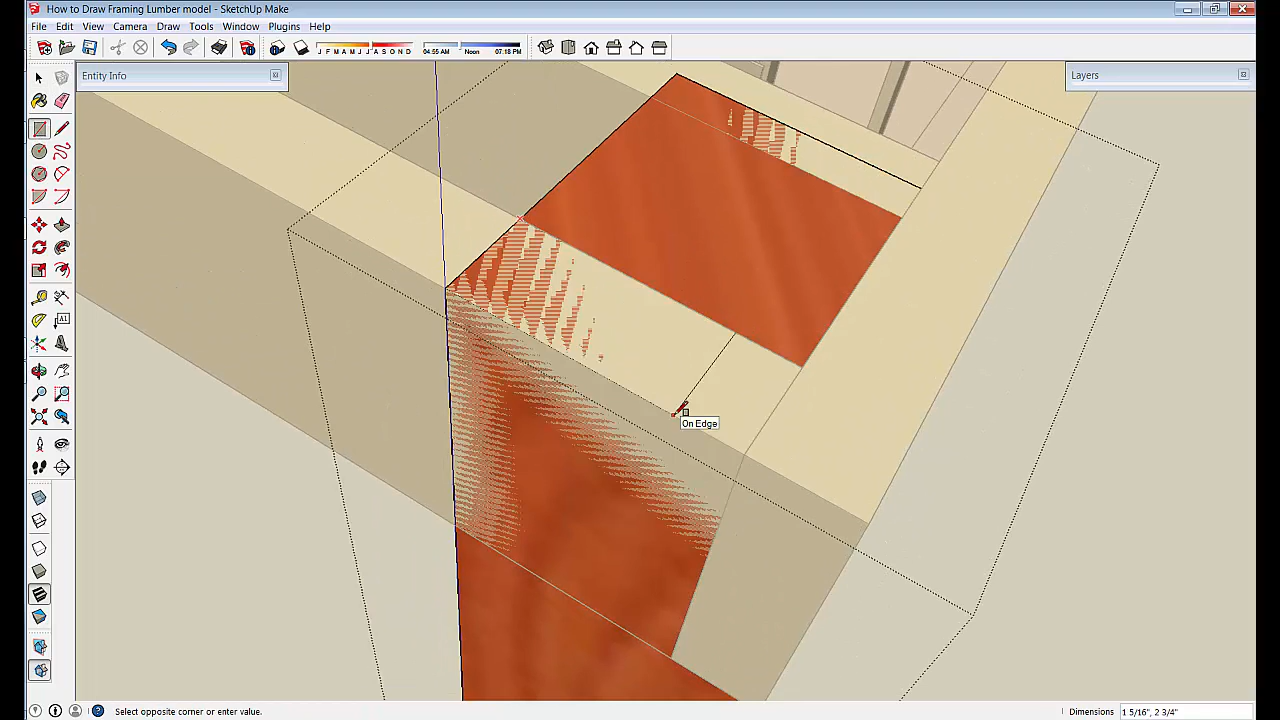 How to Draw Framing Lumber model - SketchUp Make
File Edit View Camera Draw Tools Window Plugins Help
J F M A M J J A S O N D 04:55 AM Noon 07:18 PM
Entity Info
Layers
A1
On Edge
Select opposite corner or enter value.
Dimensions 1 5/16", 2 3/4"